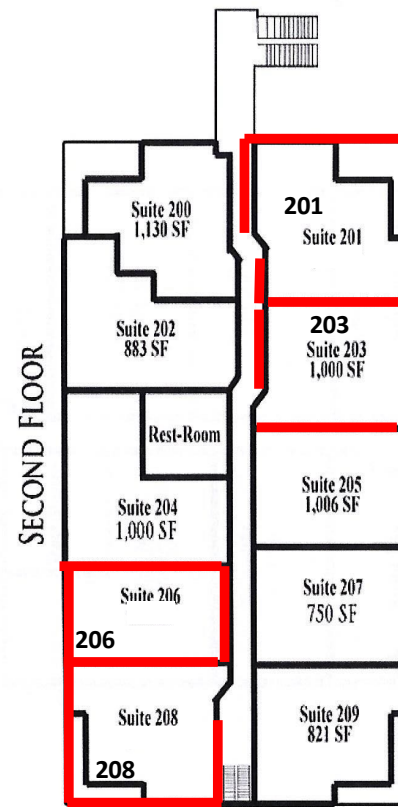 SECOND FLOOR
Suite 200
1,130 SF
201
Suite 201
Suite 202
883 SF
203
Suite 203
1,000 SF
Rest-Room
Suite 204
1,000 SF
Suite 205
1,006 SF
Suite 206
206
Suite 207
750 SF
Suite 208
208
Suite 209
821 SF